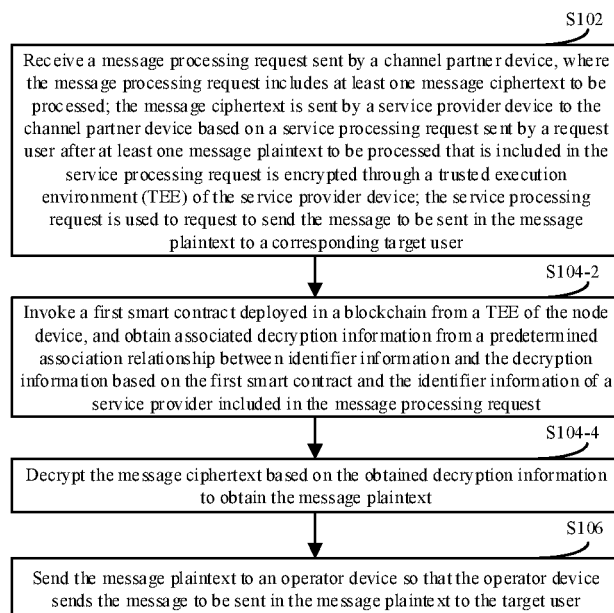 S102
Receive a message processing request sent by a channel partner device, where
the message processing request includes at least one message ciphertext to be
processed; the message ciphertext is sent by a service provider device to the
channel partner device based on a service processing request sent by a request
user after at least one message plaintext to be processed that is included in the
service processing request is encrypted through a trusted execution
environment (TEE) of the service provider device; the service processing
request is used to request to send the message to be sent in the message
plaintext to a corresponding target user
S104-2
Invoke a first smart contract deployed in a blockchain from a TEE of the node
device, and obtain associated decryption information from a predetermined
association relationship between identifier information and the decryption
information based on the first smart contract and the identifier information of a
service provider included in the message processing request
S104-4
Decrypt the message ciphertext based on the obtained decryption information
to obtain the message plaintext
S106
Send the message plaintext to an operator device so that the operator device
sends the message to be sent in the message plaintext to the target user